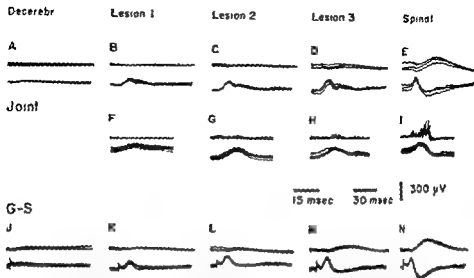 Decerebr Lesion 1 Lesion 2 Lesion 3 Spinal
A B C D E
Joint
F G H I
15 msec 30 msec 300 μV
G-S
J K L N